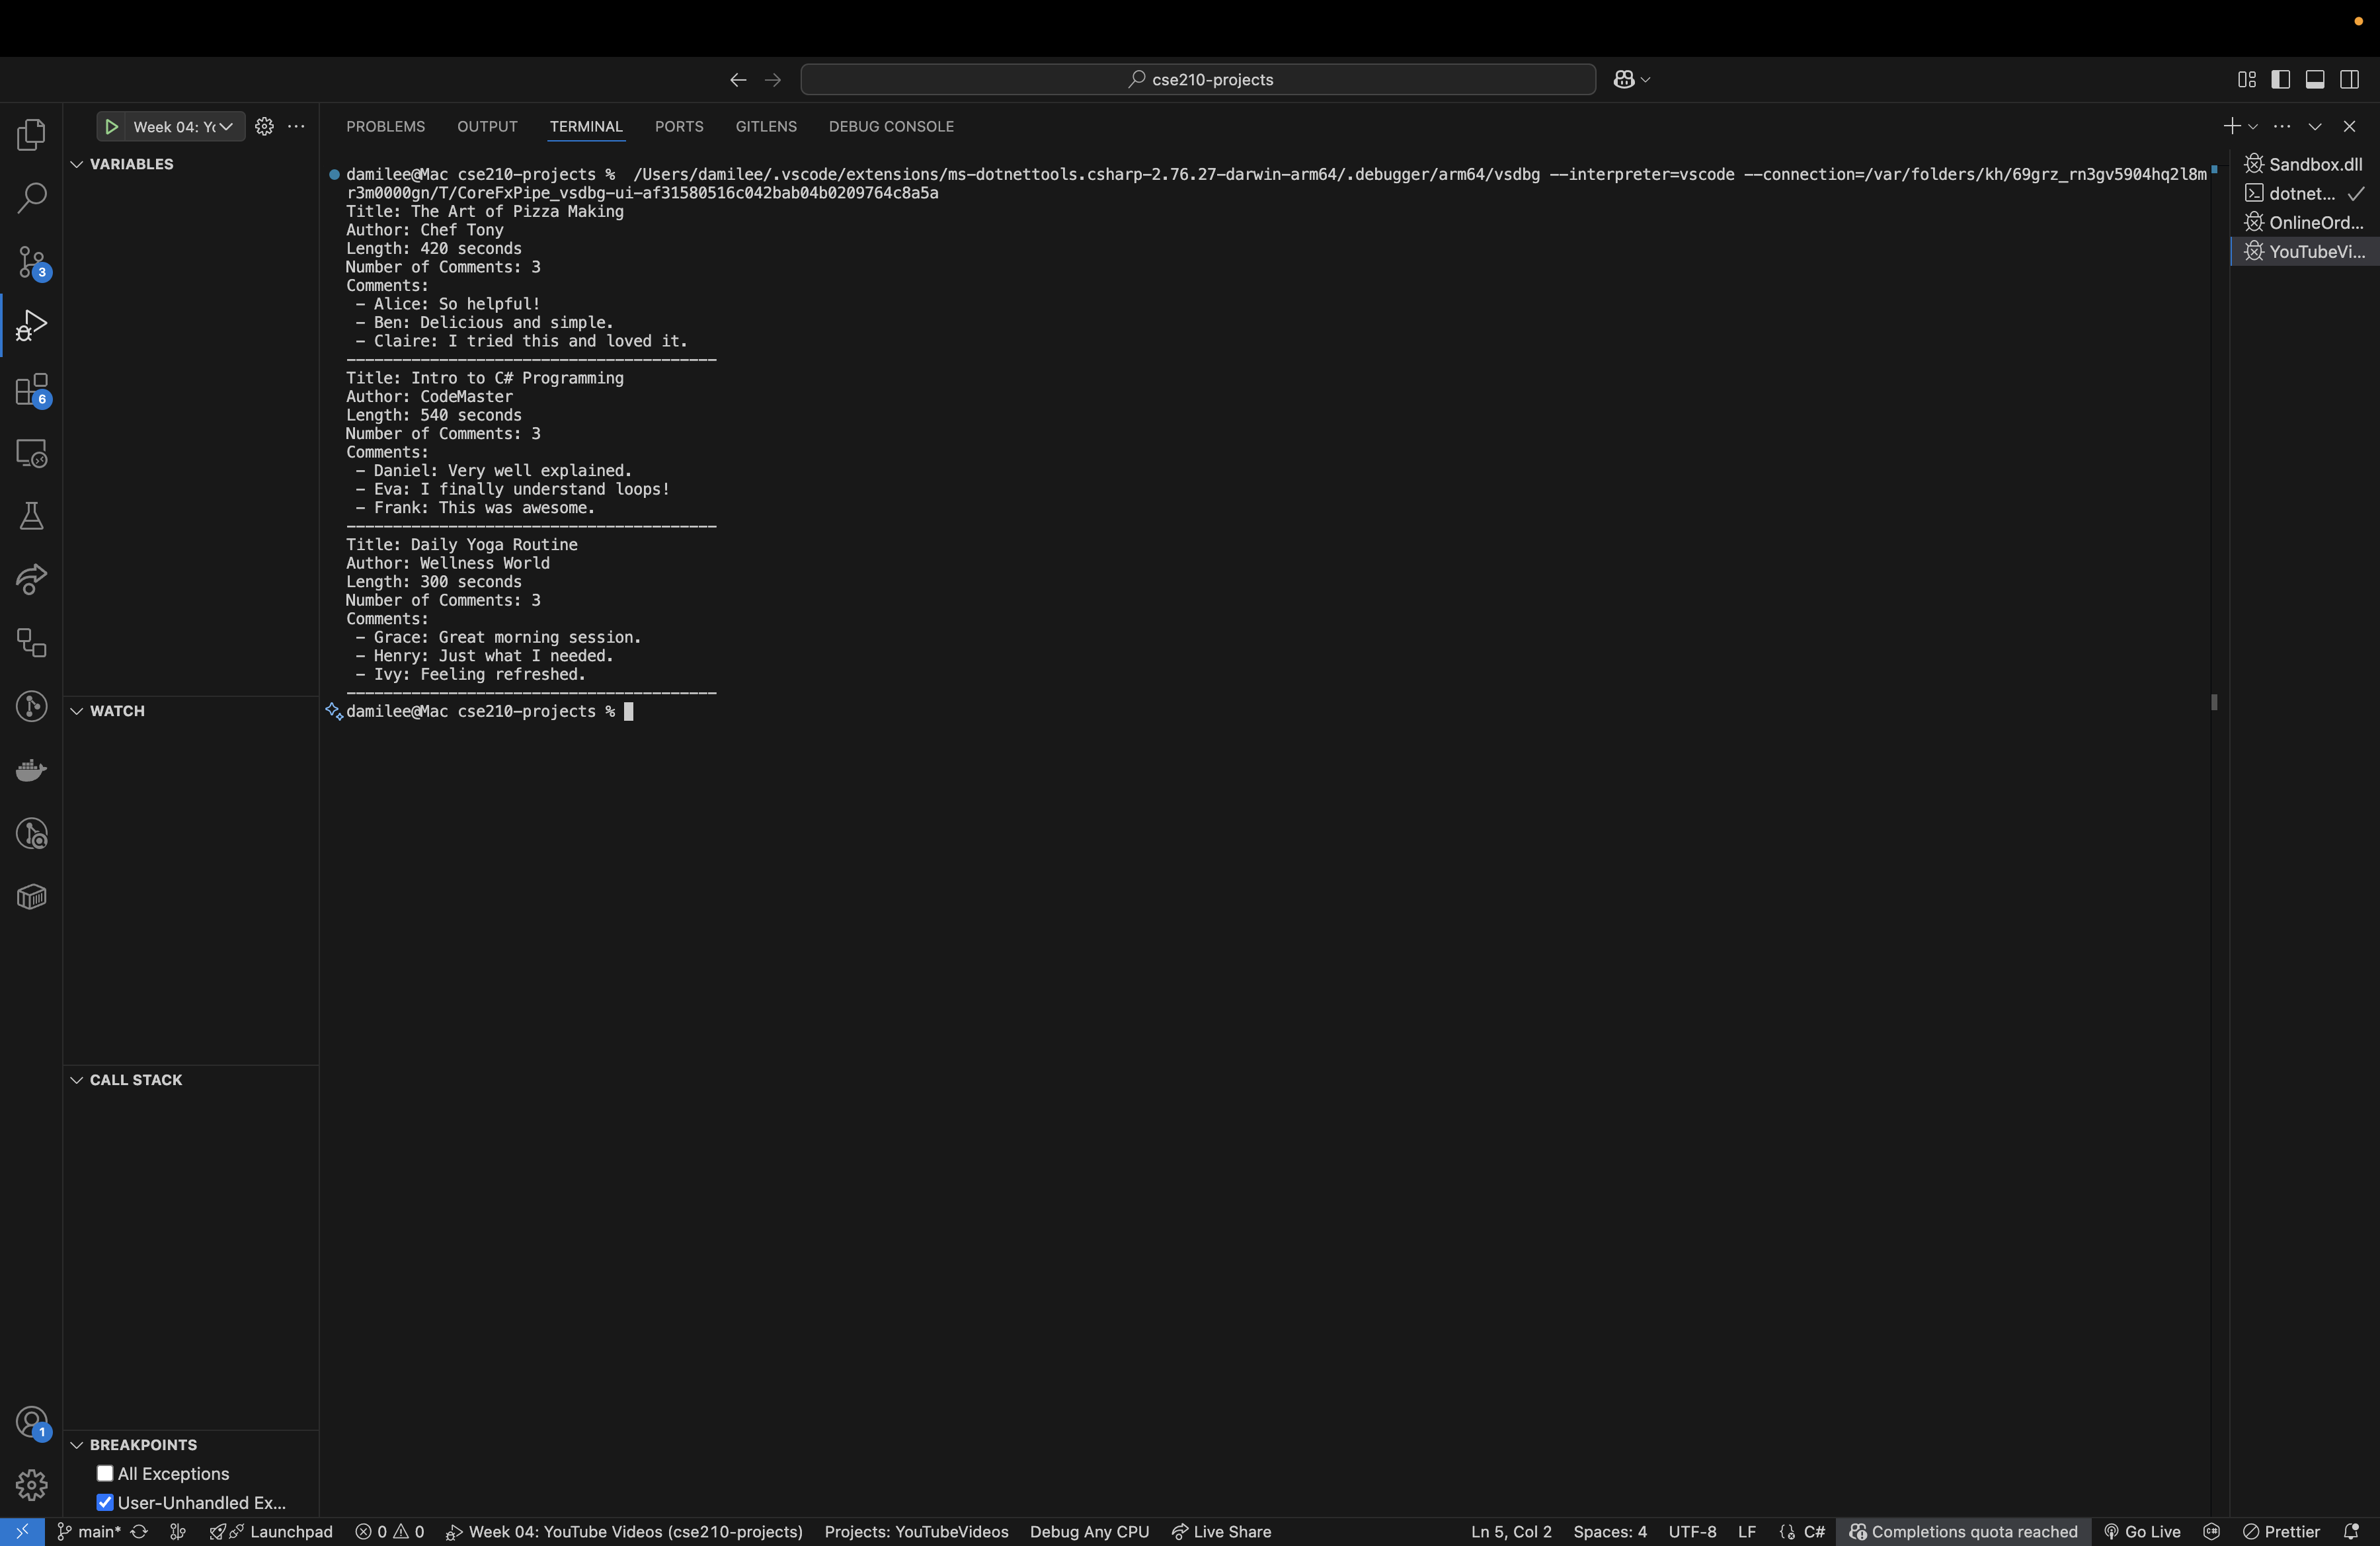 cse210-projects
Week 04: Yo
PROBLEMS OUTPUT TERMINAL PORTS GITLENS DEBUG CONSOLE
VARIABLES
damilee@Mac cse210-projects %  /Users/damilee/.vscode/extensions/ms-dotnettools.csharp-2.76.27-darwin-arm64/.debugger/arm64/vsdbg --interpreter=vscode --connection=/var/folders/kh/69grz_rn3gv5904hq2l8m
r3m0000gn/T/CoreFxPipe_vsdbg-ui-af31580516c042bab04b0209764c8a5a
Title: The Art of Pizza Making
Author: Chef Tony
Length: 420 seconds
Number of Comments: 3
Comments:
- Alice: So helpful!
- Ben: Delicious and simple.
- Claire: I tried this and loved it.
----------------------------------------
Title: Intro to C# Programming
Author: CodeMaster
Length: 540 seconds
Number of Comments: 3
Comments:
- Daniel: Very well explained.
- Eva: I finally understand loops!
- Frank: This was awesome.
----------------------------------------
Title: Daily Yoga Routine
Author: Wellness World
Length: 300 seconds
Number of Comments: 3
Comments:
- Grace: Great morning session.
- Henry: Just what I needed.
- Ivy: Feeling refreshed.
----------------------------------------
damilee@Mac cse210-projects %
Sandbox.dll
dotnet...
OnlineOrd...
YouTubeVi...
3
6
WATCH
CALL STACK
1
BREAKPOINTS
All Exceptions
User-Unhandled Ex...
main* Launchpad 0 0 Week 04: YouTube Videos (cse210-projects) Projects: YouTubeVideos Debug Any CPU Live Share Ln 5, Col 2 Spaces: 4 UTF-8 LF C# Completions quota reached Go Live Prettier